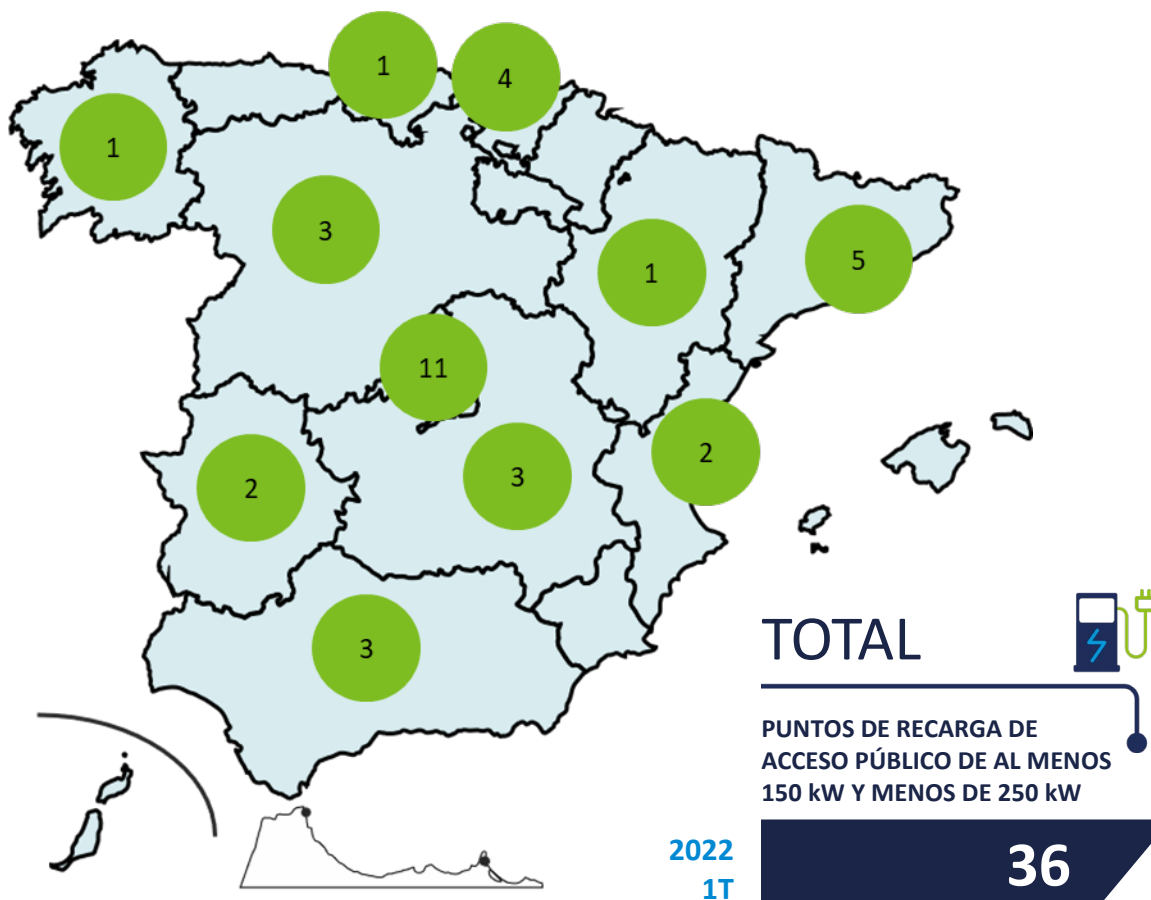 1
4
1
3
1
5
11
2
3
2
3
TOTAL
PUNTOS DE RECARGA DE
ACCESO PÚBLICO DE AL MENOS
150 kW Y MENOS DE 250 kW
2022
1T
36